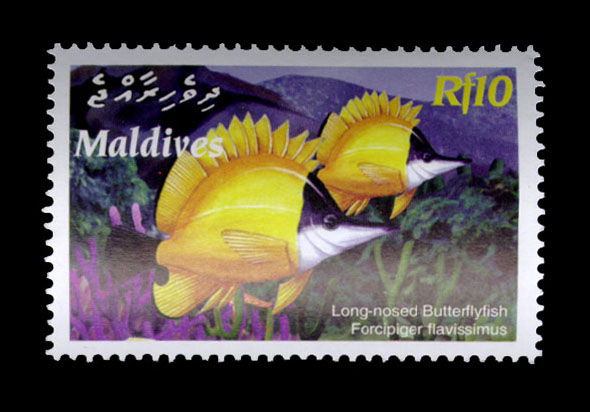 ދިވެހިރާއްޖެ
Rf10
Maldives
Long-nosed Butterflyfish
Forcipiger flavissimus